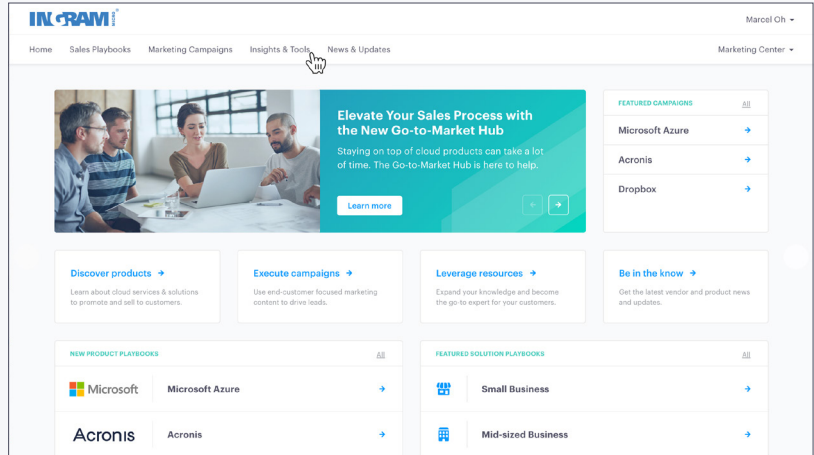 INGRAM MICRO
Marcel Oh
Home Sales Playbooks Marketing Campaigns Insights & Tools News & Updates
Marketing Center
Elevate Your Sales Process with
the New Go-to-Market Hub
Staying on top of cloud products can take a lot
of time. The Go-to-Market Hub is here to help.
Learn more
FEATURED CAMPAIGNS All
Microsoft Azure
Acronis
Dropbox
Discover products
Learn about cloud services & solutions
to promote and sell to customers.
Execute campaigns
Use end-customer focused marketing
content to drive leads.
Leverage resources
Expand your knowledge and become
the go-to expert for your customers.
Be in the know
Get the latest vendor and product news
and updates.
NEW PRODUCT PLAYBOOKS All
Microsoft Microsoft Azure
Acronis Acronis
FEATURED SOLUTION PLAYBOOKS All
Small Business
Mid-sized Business